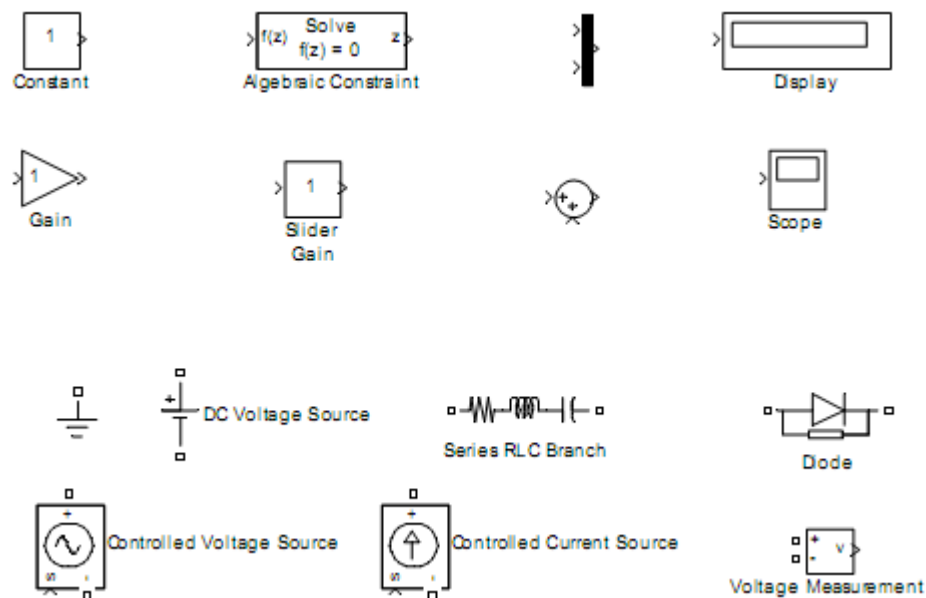 1
Constant
f(z) Solve z
f(z) = 0
Algebraic Constraint
Display
1
Gain
1
Slider
Gain
+
+
Scope
+
DC Voltage Source
Series RLC Branch
Diode
+
s -
Controlled Voltage Source
+
s -
Controlled Current Source
+
- v
Voltage Measurement